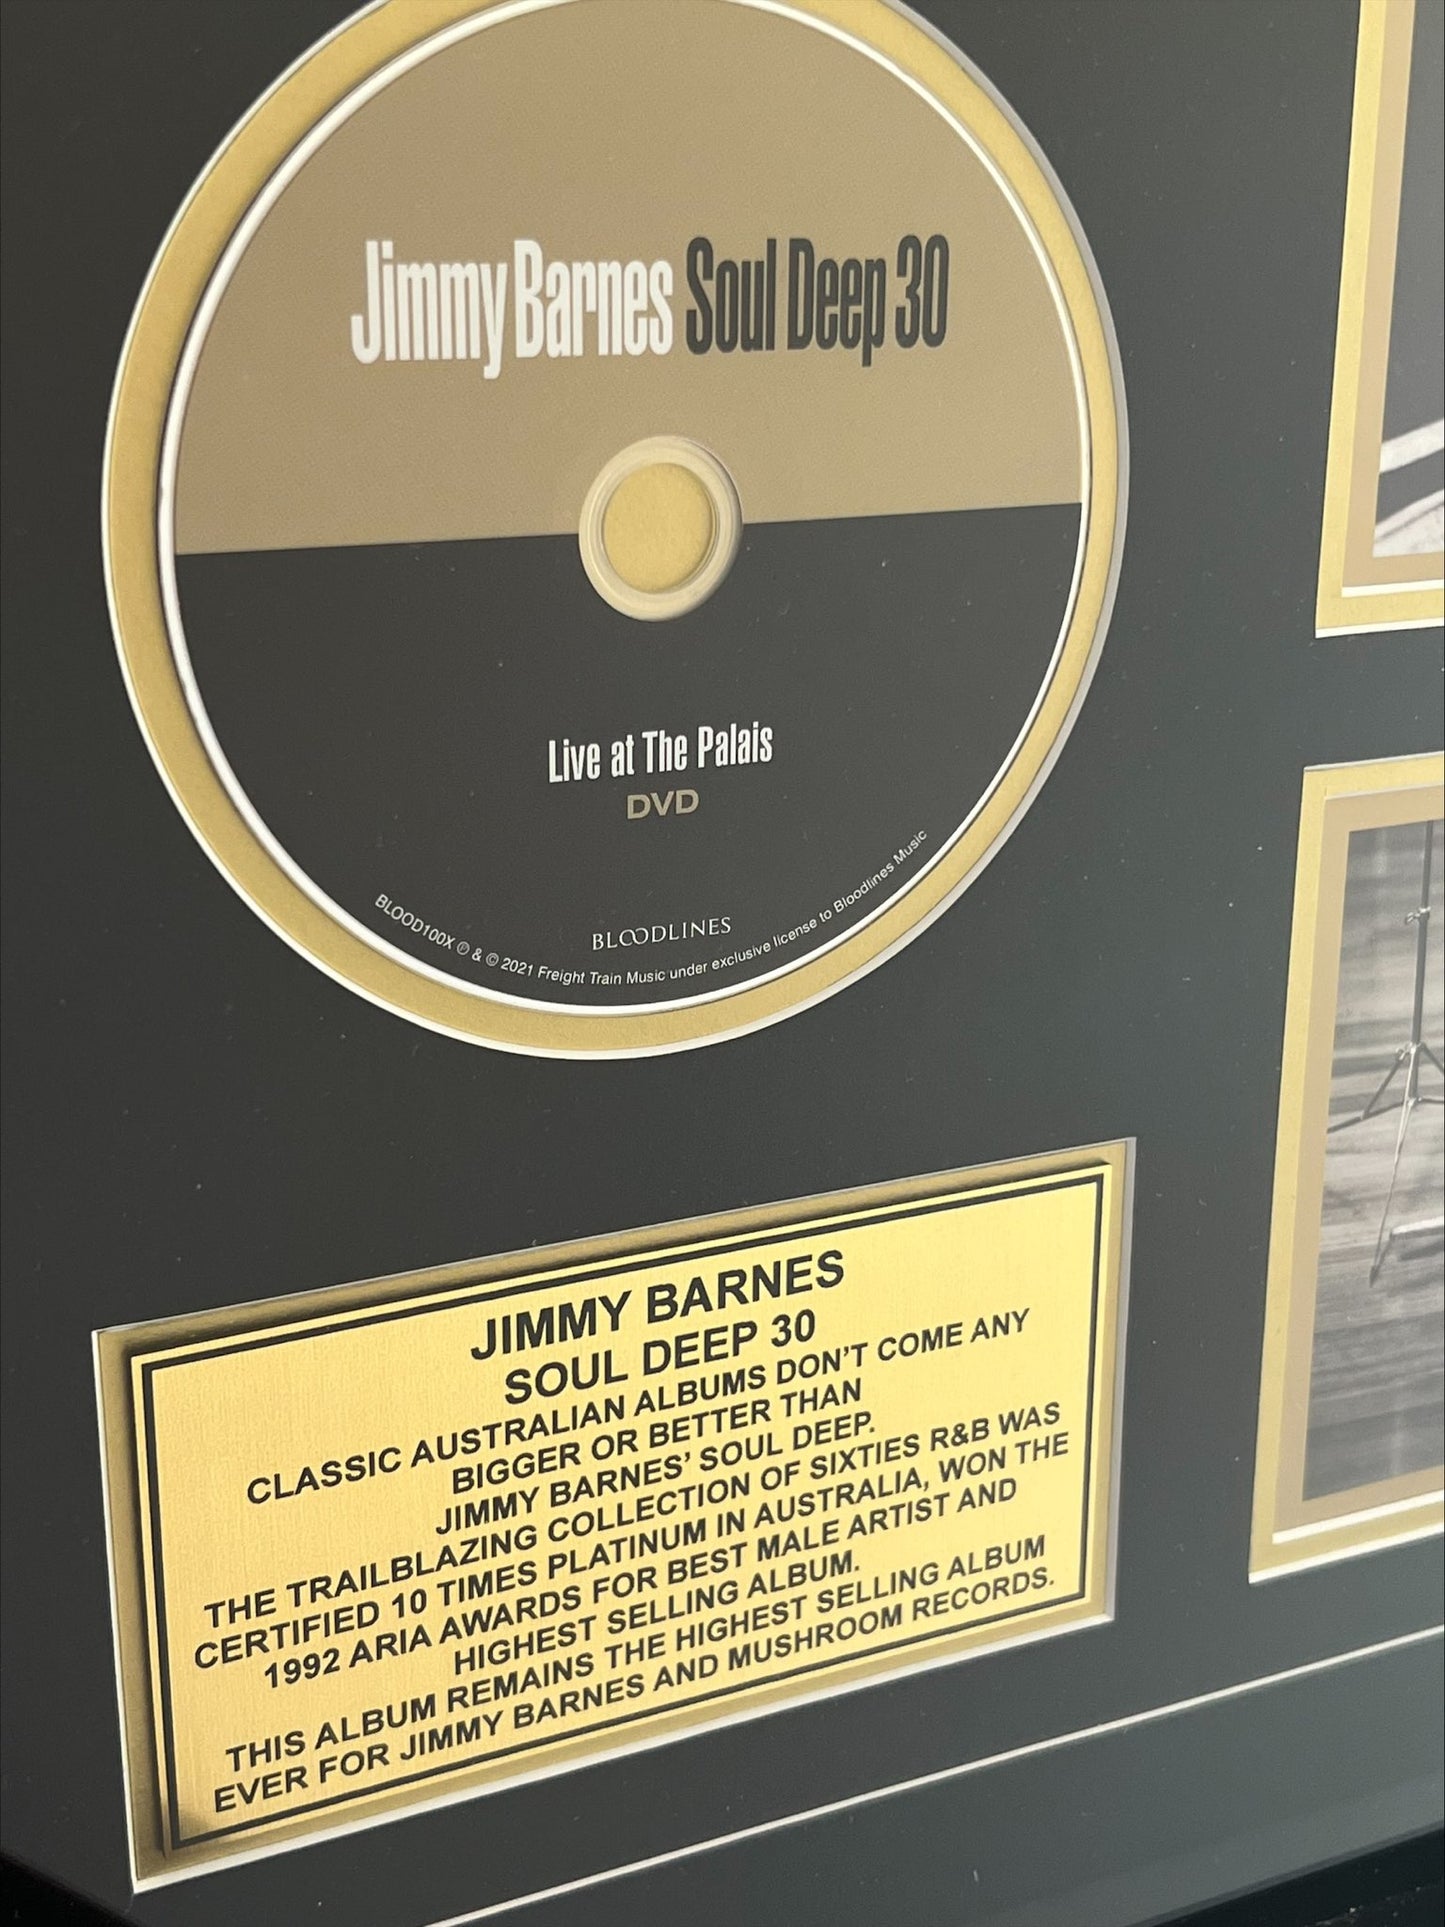 Jimmy Barnes Soul Deep 30
Live at The Palais
DVD
BLOODLINES
BLOOD100X ℗ & © 2021 Freight Train Music under exclusive license to Bloodlines Music
JIMMY BARNES
SOUL DEEP 30
CLASSIC AUSTRALIAN ALBUMS DON'T COME ANY
BIGGER OR BETTER THAN
JIMMY BARNES' SOUL DEEP.
THE TRAILBLAZING COLLECTION OF SIXTIES R&B WAS
CERTIFIED 10 TIMES PLATINUM IN AUSTRALIA, WON THE
1992 ARIA AWARDS FOR BEST MALE ARTIST AND
HIGHEST SELLING ALBUM.
THIS ALBUM REMAINS THE HIGHEST SELLING ALBUM
EVER FOR JIMMY BARNES AND MUSHROOM RECORDS.